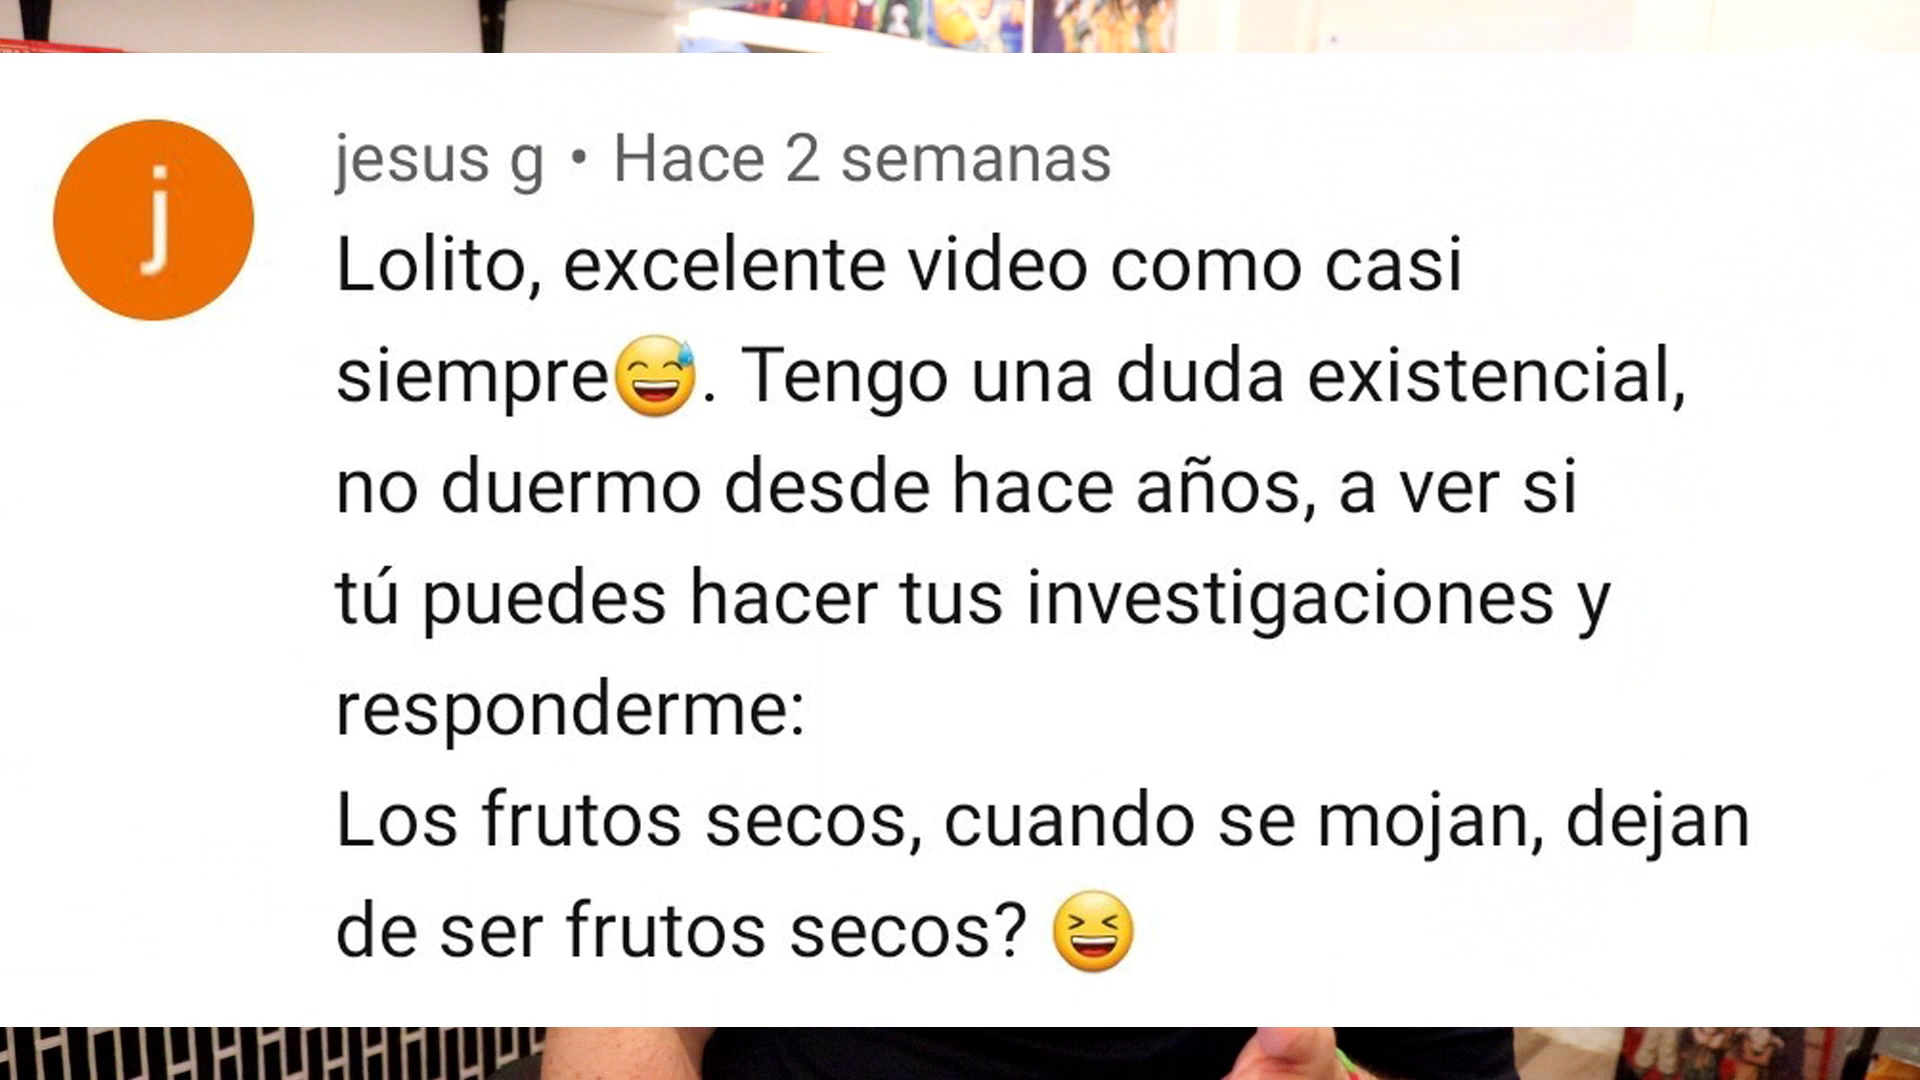 j
jesus g • Hace 2 semanas
Lolito, excelente video como casi
siempre😅. Tengo una duda existencial,
no duermo desde hace años, a ver si
tú puedes hacer tus investigaciones y
responderme:
Los frutos secos, cuando se mojan, dejan
de ser frutos secos? 😆